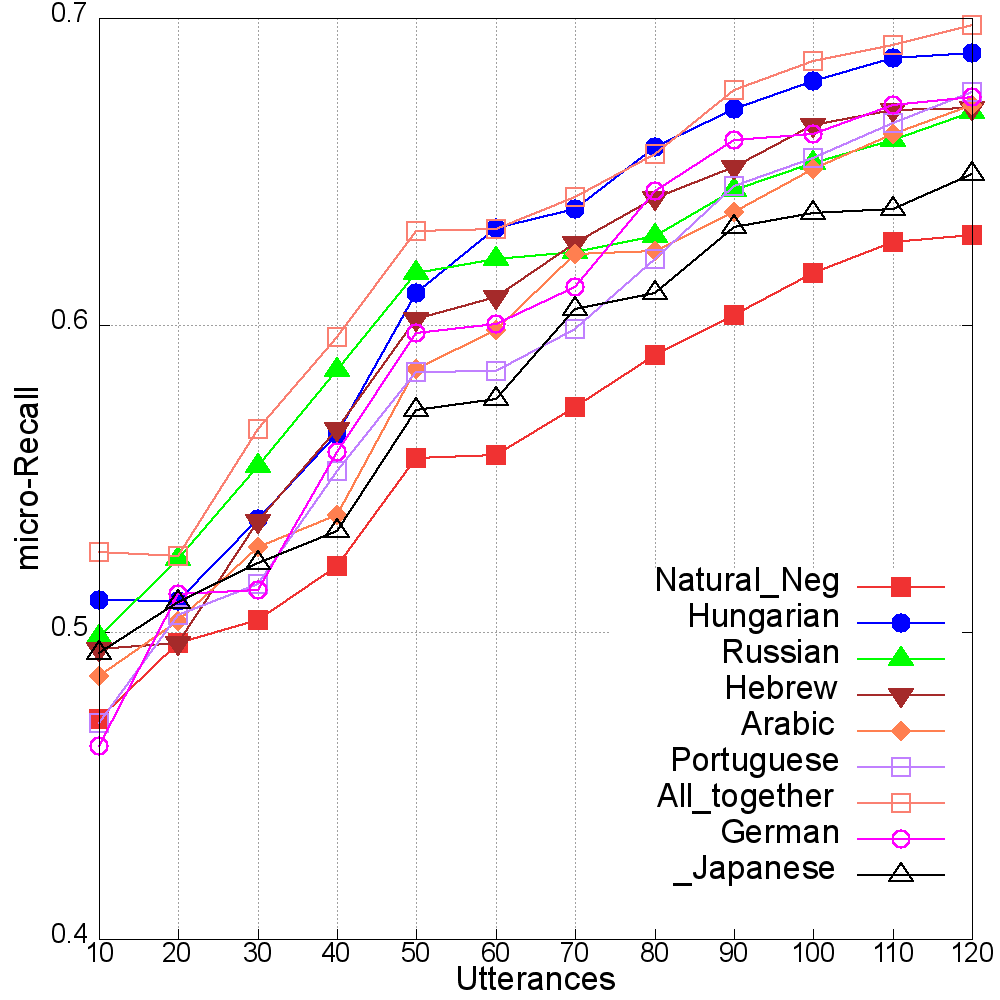 0.7
0.6
0.5
0.4
micro-Recall
Natural_Neg
Hungarian
Russian
Hebrew
Arabic
Portuguese
All_together
German
_Japanese
10 20 30 40 50 60 70 80 90 100 110 120
Utterances